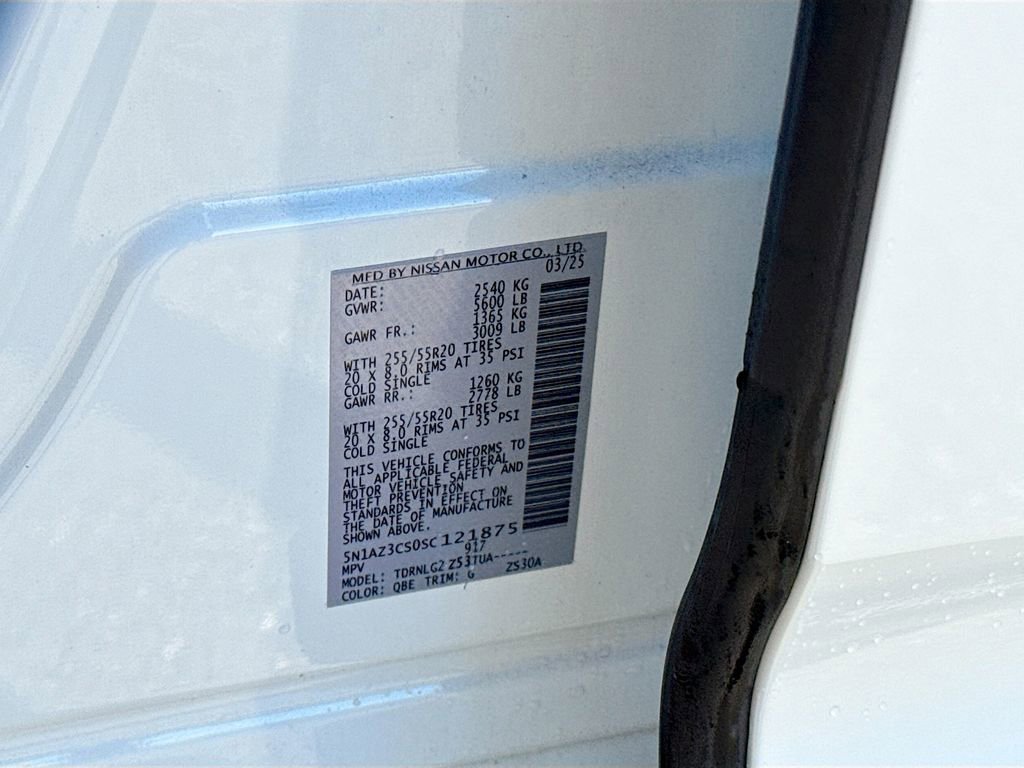 MFD BY NISSAN MOTOR CO., LTD.
03/25
DATE: 2540 KG
GVWR: 5600 LB
1365 KG
GAWR FR.: 3009 LB
WITH 255/55R20 TIRES
20 X 8.0 RIMS AT 35 PSI
COLD SINGLE 1260 KG
GAWR RR.: 2778 LB
WITH 255/55R20 TIRES
20 X 8.0 RIMS AT 35 PSI
COLD SINGLE
THIS VEHICLE CONFORMS TO
ALL APPLICABLE FEDERAL
MOTOR VEHICLE SAFETY AND
THEFT PREVENTION
STANDARDS IN EFFECT ON
THE DATE OF MANUFACTURE
SHOWN ABOVE.
5N1AZ3CS0SC121875
MPV 917
MODEL: TDRNLG2 Z53TUA-----
COLOR: QBE TRIM: G ZS30A